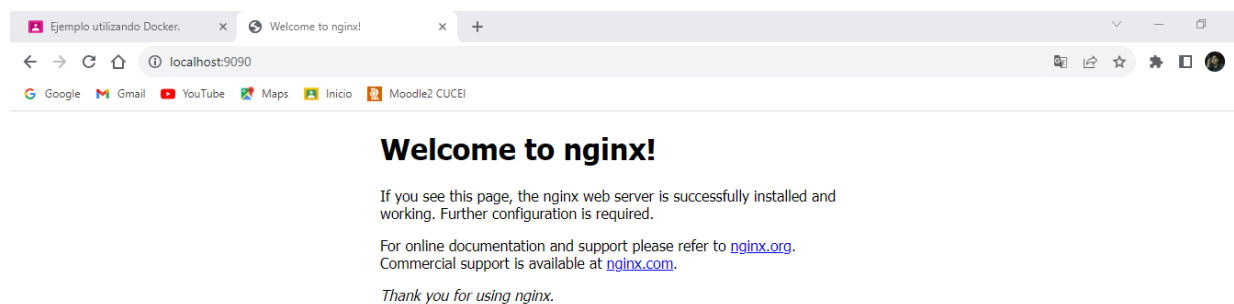 Ejemplo utilizando Docker.
Welcome to nginx!
localhost:9090
Google
Gmail
YouTube
Maps
Inicio
Moodle2 CUCEI
Welcome to nginx!
If you see this page, the nginx web server is successfully installed and
working. Further configuration is required.
For online documentation and support please refer to nginx.org.
Commercial support is available at nginx.com.
Thank you for using nginx.